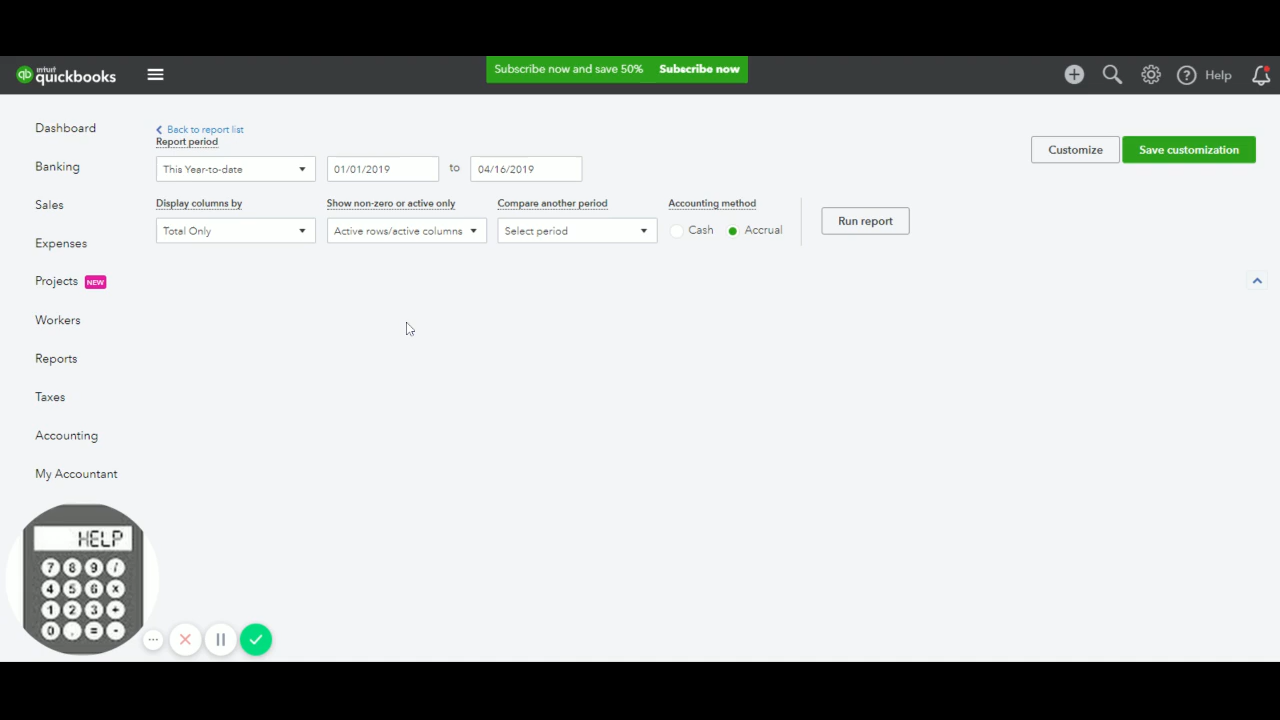 intuit quickbooks
Subscribe now and save 50% Subscribe now
Help
Dashboard
Banking
Sales
Expenses
Projects NEW
Workers
Reports
Taxes
Accounting
My Accountant
Back to report list
Report period
This Year-to-date 01/01/2019 to 04/16/2019
Customize Save customization
Display columns by Show non-zero or active only Compare another period Accounting method
Total Only Active rows/active columns Select period Cash Accrual
Run report
HELP
7 8 9 /
4 5 6 x
1 2 3 +
0 . = -